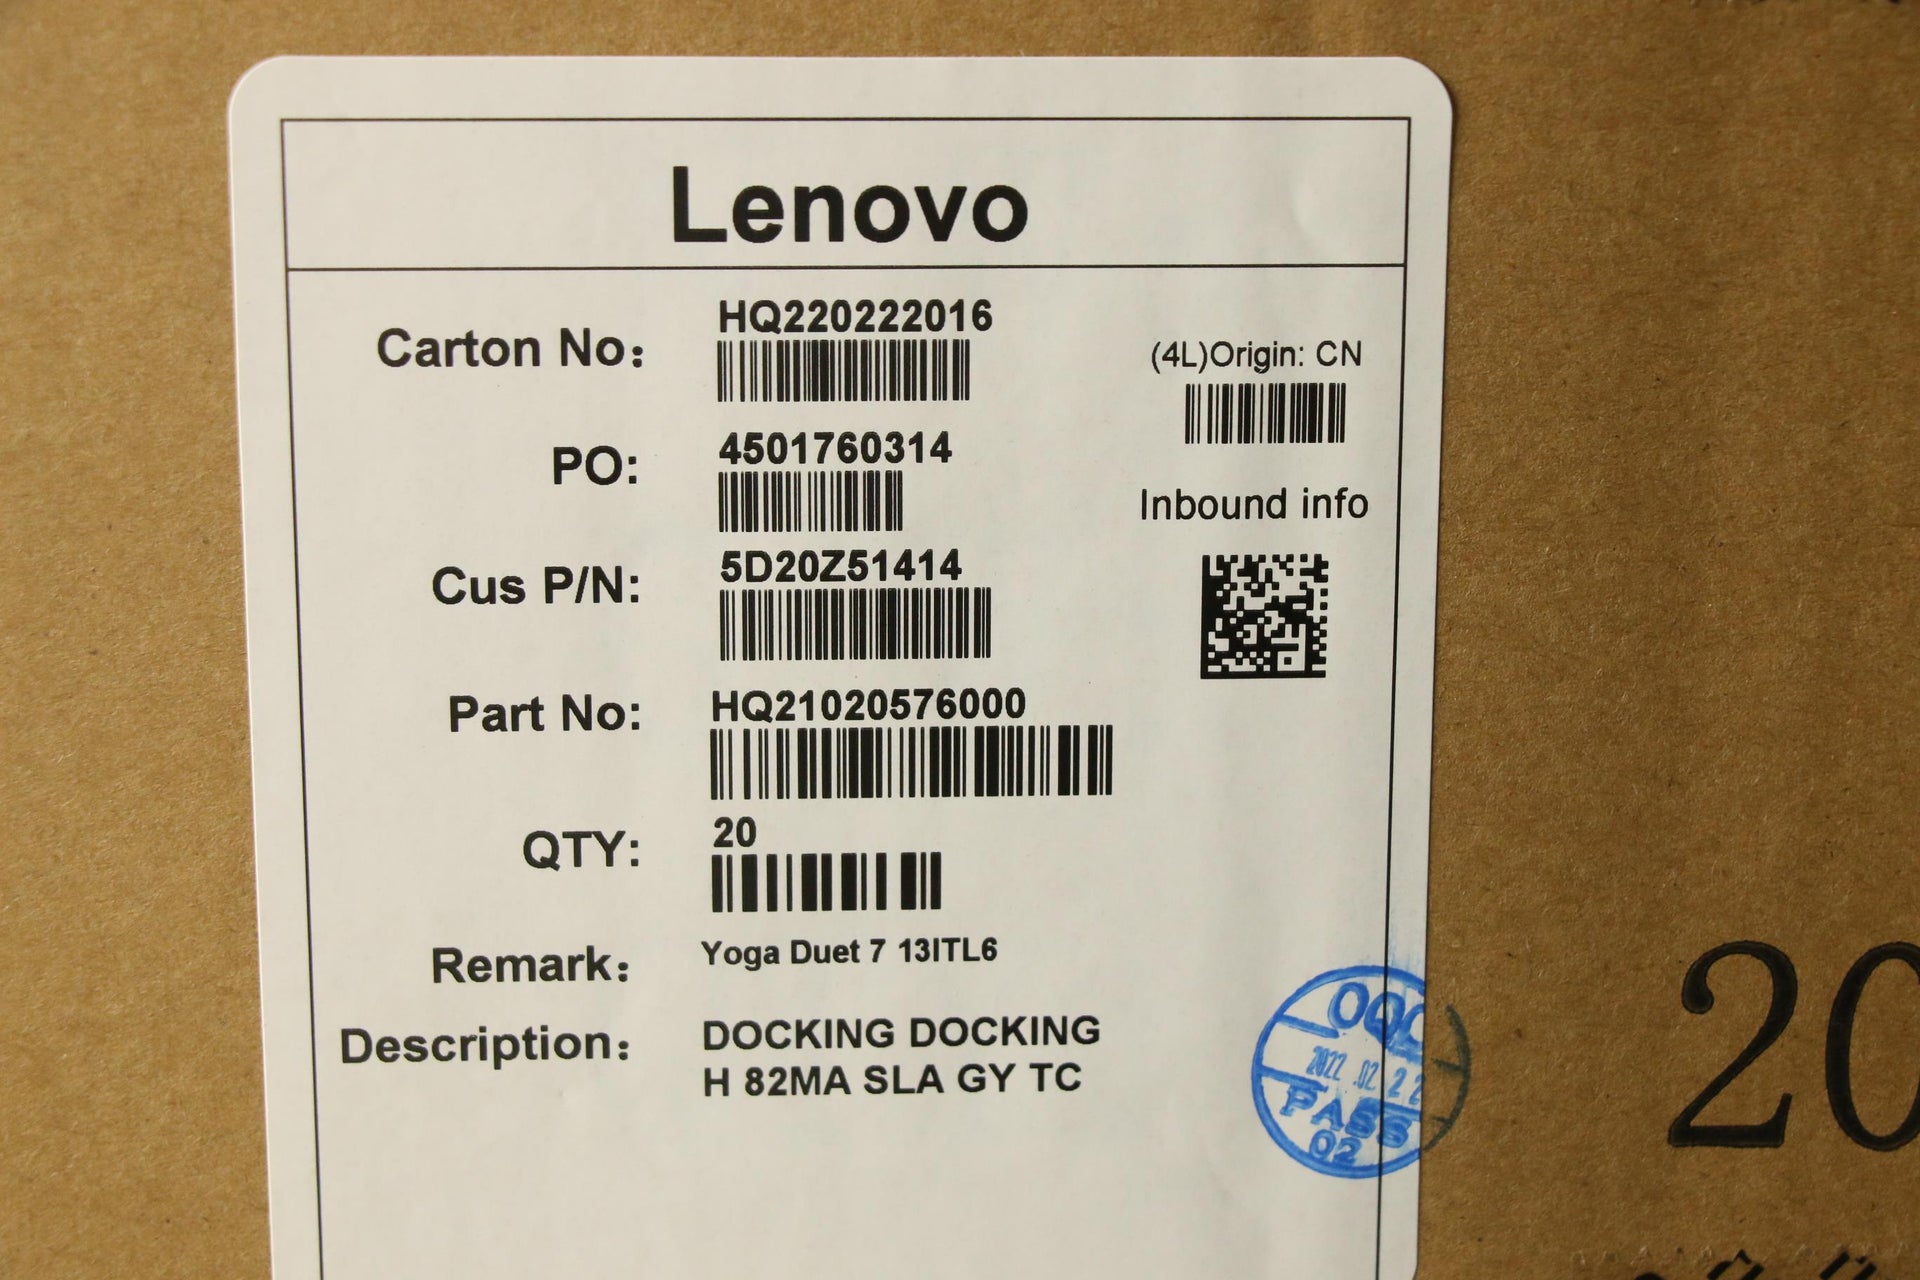 Lenovo
Carton No:
HQ220222016
(4L)Origin: CN
PO:
4501760314
Inbound info
Cus P/N:
5D20Z51414
Part No:
HQ21020576000
QTY:
20
Remark:
Yoga Duet 7 13ITL6
Description:
DOCKING DOCKING
H 82MA SLA GY TC
OQC
2022 02 22
PASS
02
20